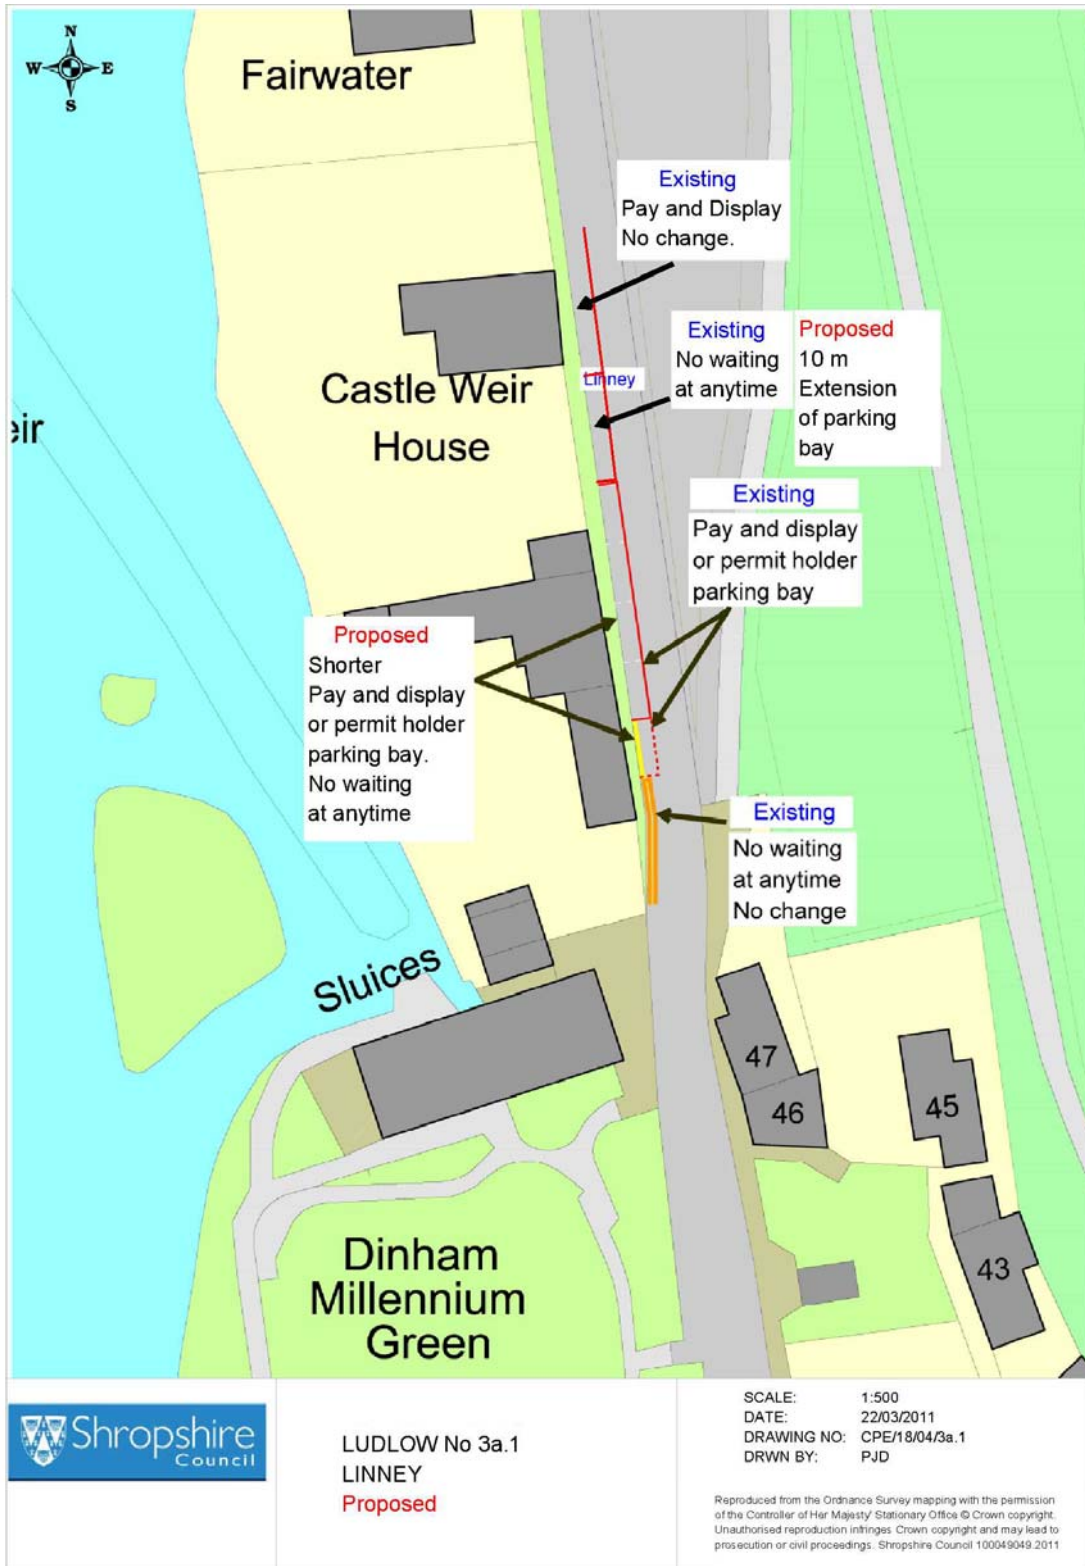 N
W E
S
Fairwater
Existing
Pay and Display
No change.
Existing
No waiting
at anytime
Proposed
10 m
Extension
of parking
bay
Linney
Castle Weir
House
eir
Existing
Pay and display
or permit holder
parking bay
Proposed
Shorter
Pay and display
or permit holder
parking bay.
No waiting
at anytime
Existing
No waiting
at anytime
No change
Sluices
47
46
45
43
Dinham
Millennium
Green
Shropshire
Council
LUDLOW No 3a.1
LINNEY
Proposed
SCALE: 1:500
DATE: 22/03/2011
DRAWING NO: CPE/18/04/3a.1
DRWN BY: PJD
Reproduced from the Ordnance Survey mapping with the permission
of the Controller of Her Majesty' Stationary Office © Crown copyright.
Unauthorised reproduction infringes Crown copyright and may lead to
prosecution or civil proceedings. Shropshire Council 100049049.2011